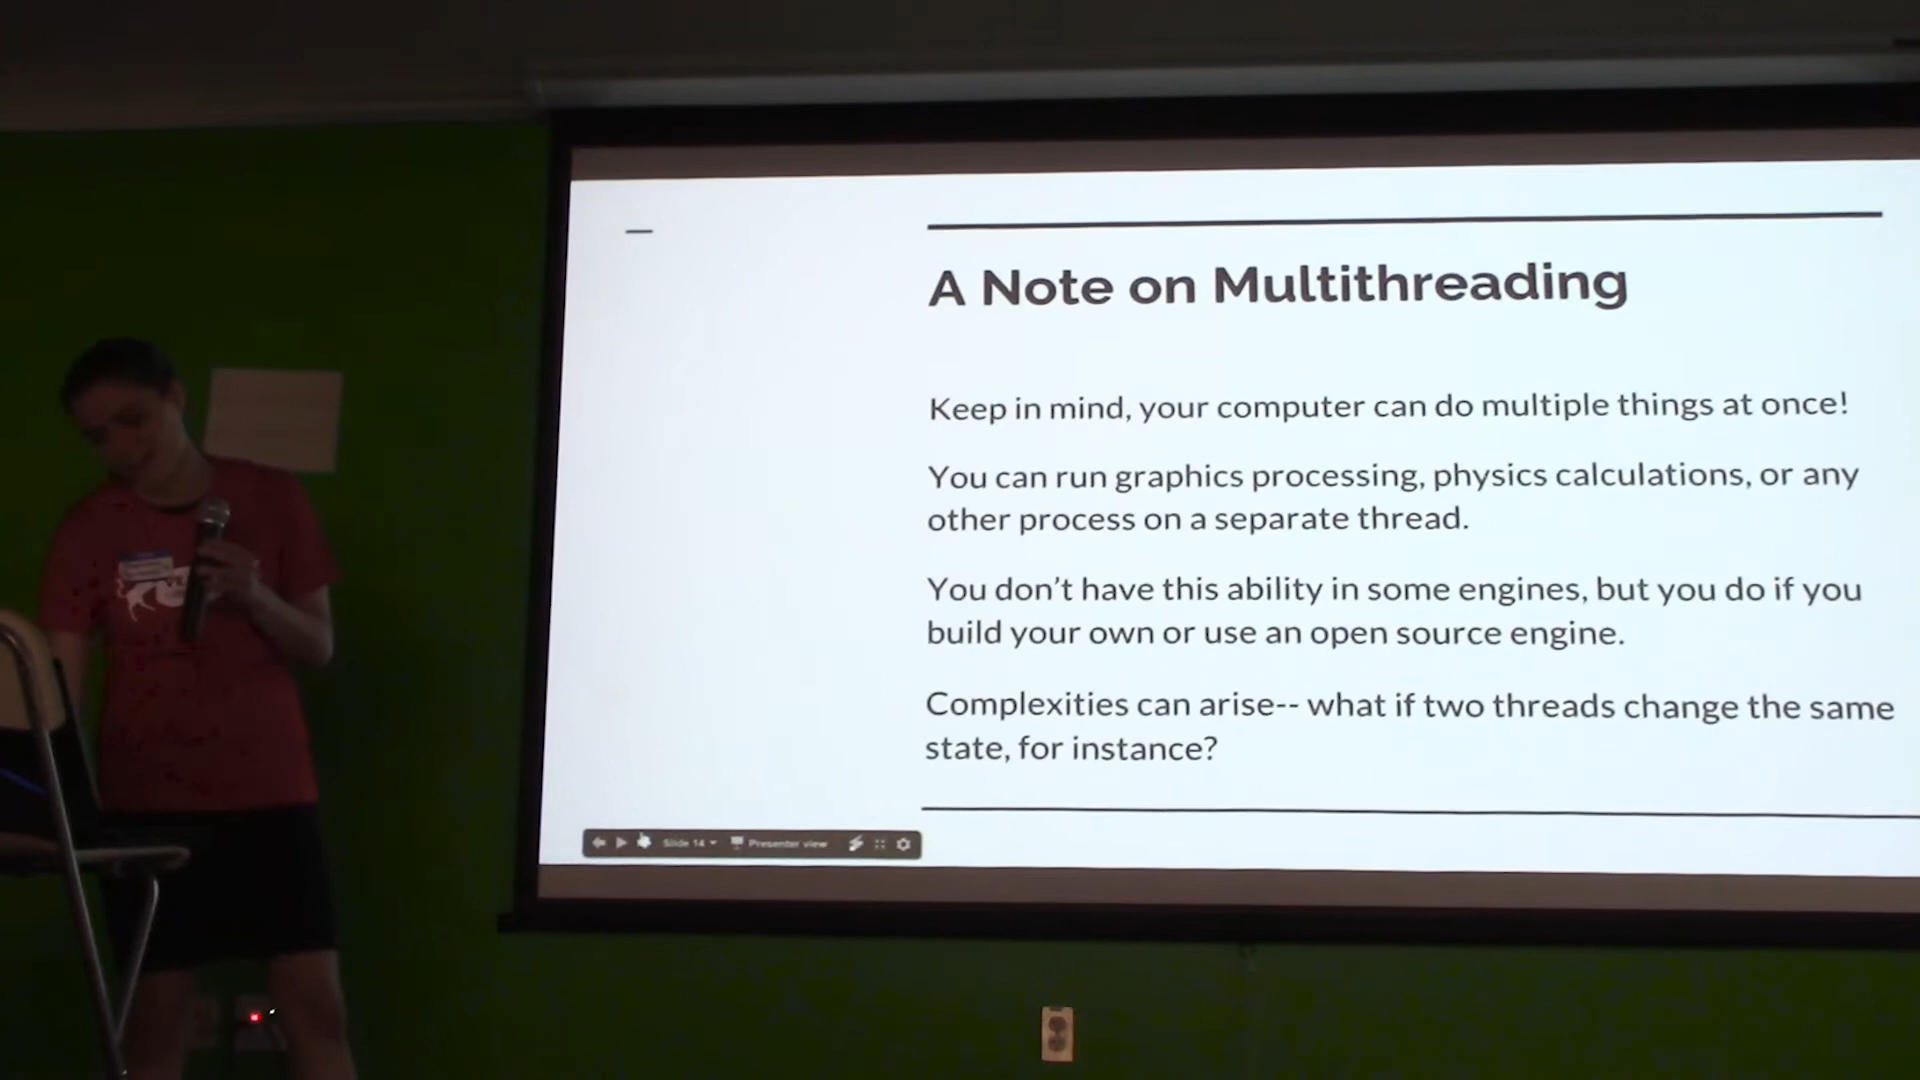 A Note on Multithreading
Keep in mind, your computer can do multiple things at once!
You can run graphics processing, physics calculations, or any
other process on a separate thread.
You don't have this ability in some engines, but you do if you
build your own or use an open source engine.
Complexities can arise-- what if two threads change the same
state, for instance?
Slide 14 Presenter view